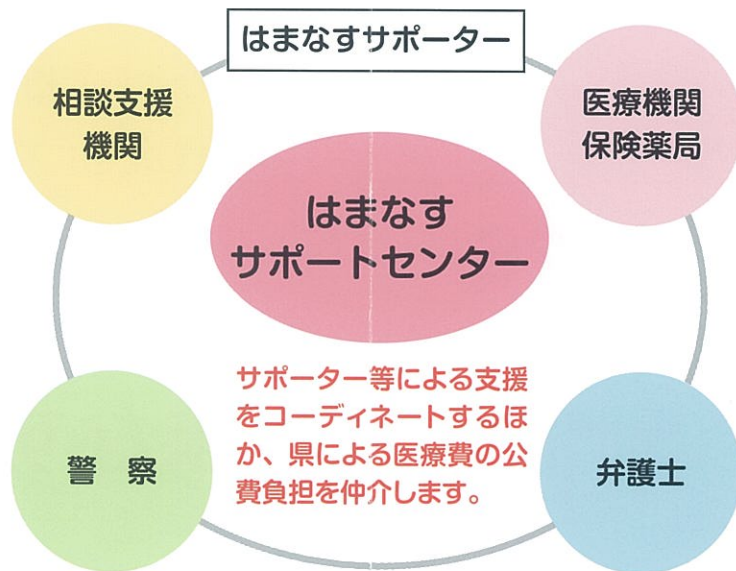 はまなすサポーター
相談支援
機関
医療機関
保険薬局
はまなす
サポートセンター
サポーター等による支援
をコーディネートするほ
か、県による医療費の公
費負担を仲介します。
警　察
弁護士